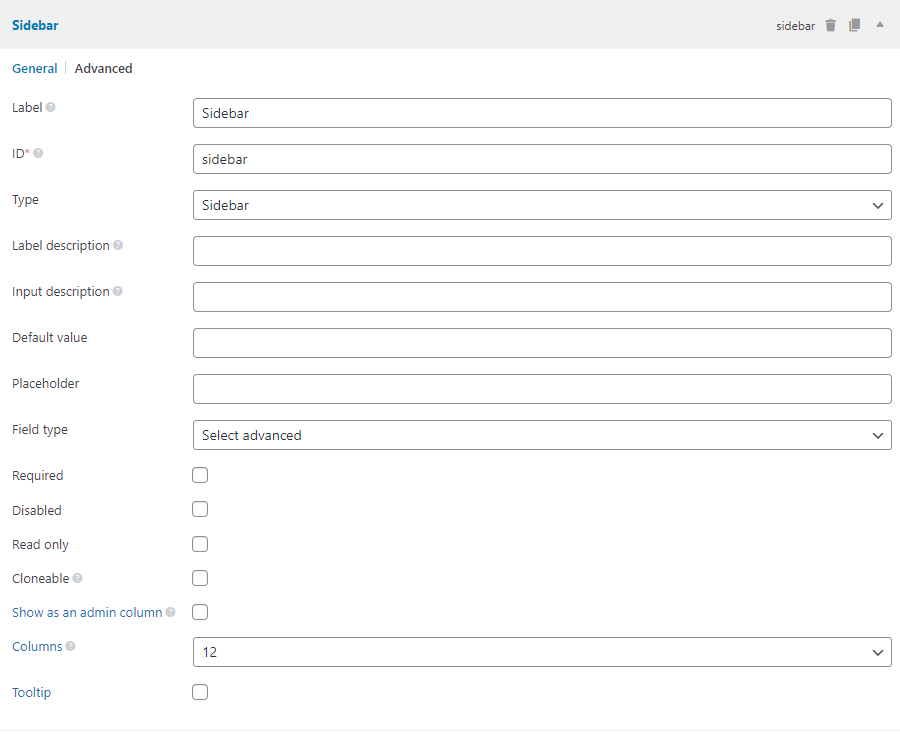 Sidebar sidebar
General Advanced
Label ? Sidebar
ID* ? sidebar
Type Sidebar
Label description ?
Input description ?
Default value
Placeholder
Field type Select advanced
Required
Disabled
Read only
Cloneable ?
Show as an admin column ?
Columns ? 12
Tooltip